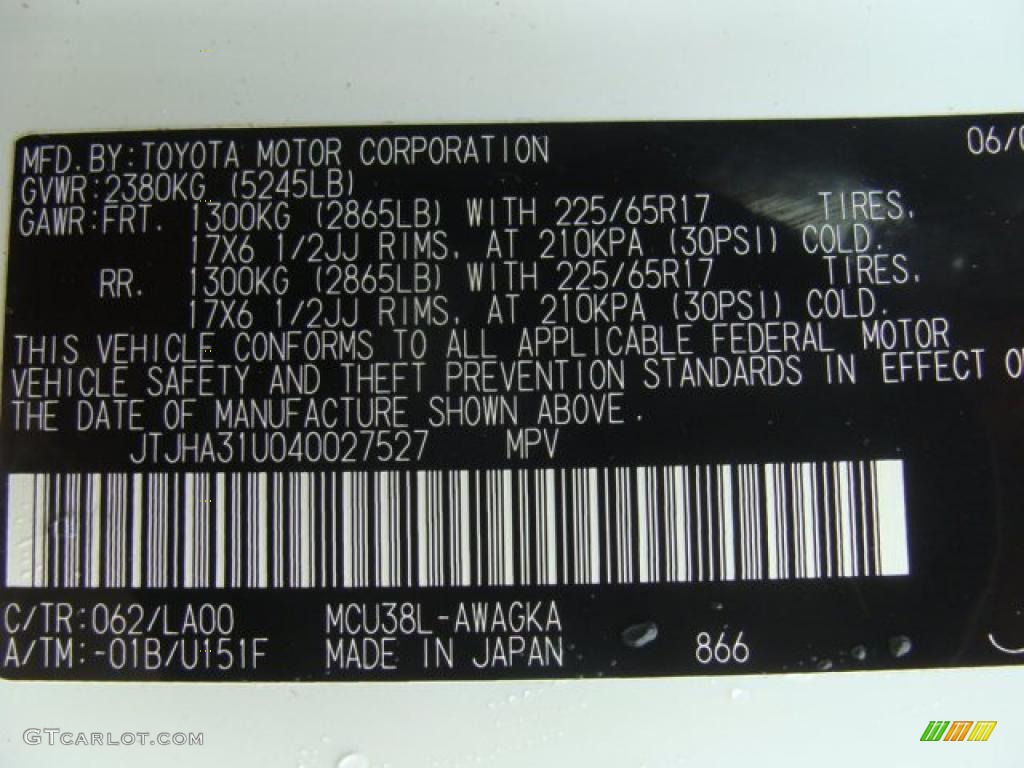 MFD.BY:TOYOTA MOTOR CORPORATION 06/0
GVWR:2380KG (5245LB)
GAWR:FRT. 1300KG (2865LB) WITH 225/65R17 TIRES,
17X6 1/2JJ RIMS, AT 210KPA (30PSI) COLD.
RR. 1300KG (2865LB) WITH 225/65R17 TIRES,
17X6 1/2JJ RIMS, AT 210KPA (30PSI) COLD.
THIS VEHICLE CONFORMS TO ALL APPLICABLE FEDERAL MOTOR
VEHICLE SAFETY AND THEFT PREVENTION STANDARDS IN EFFECT
THE DATE OF MANUFACTURE SHOWN ABOVE.
JTJHA31U040027527 MPV
C/TR:062/LA00 MCU38L-AWAGKA
A/TM:-01B/U151F MADE IN JAPAN 866
GTCARLOT.COM